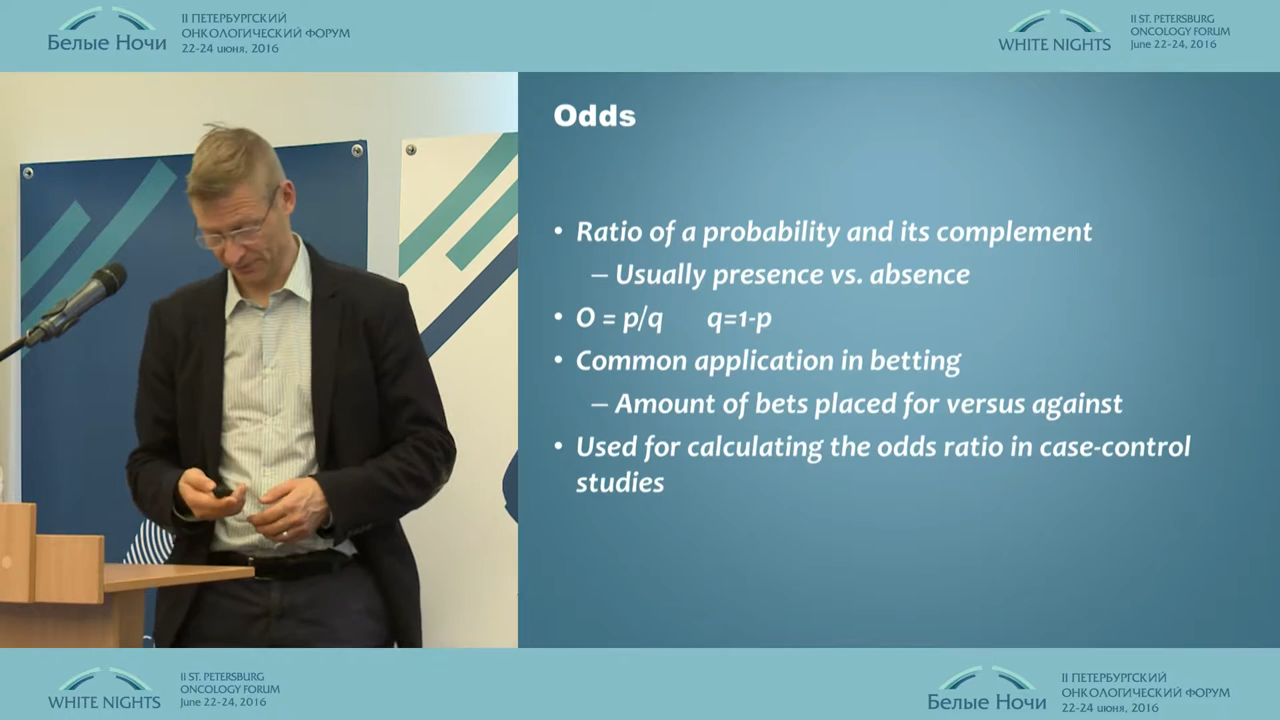 Белые Ночи
II ПЕТЕРБУРГСКИЙ
ОНКОЛОГИЧЕСКИЙ ФОРУМ
22-24 июня, 2016
WHITE NIGHTS
II ST. PETERSBURG
ONCOLOGY FORUM
June 22-24, 2016
Odds
• Ratio of a probability and its complement
– Usually presence vs. absence
• O = p/q q=1-p
• Common application in betting
– Amount of bets placed for versus against
• Used for calculating the odds ratio in case-control
studies
WHITE NIGHTS
II ST. PETERSBURG
ONCOLOGY FORUM
June 22-24, 2016
Белые Ночи
II ПЕТЕРБУРГСКИЙ
ОНКОЛОГИЧЕСКИЙ ФОРУМ
22-24 июня, 2016